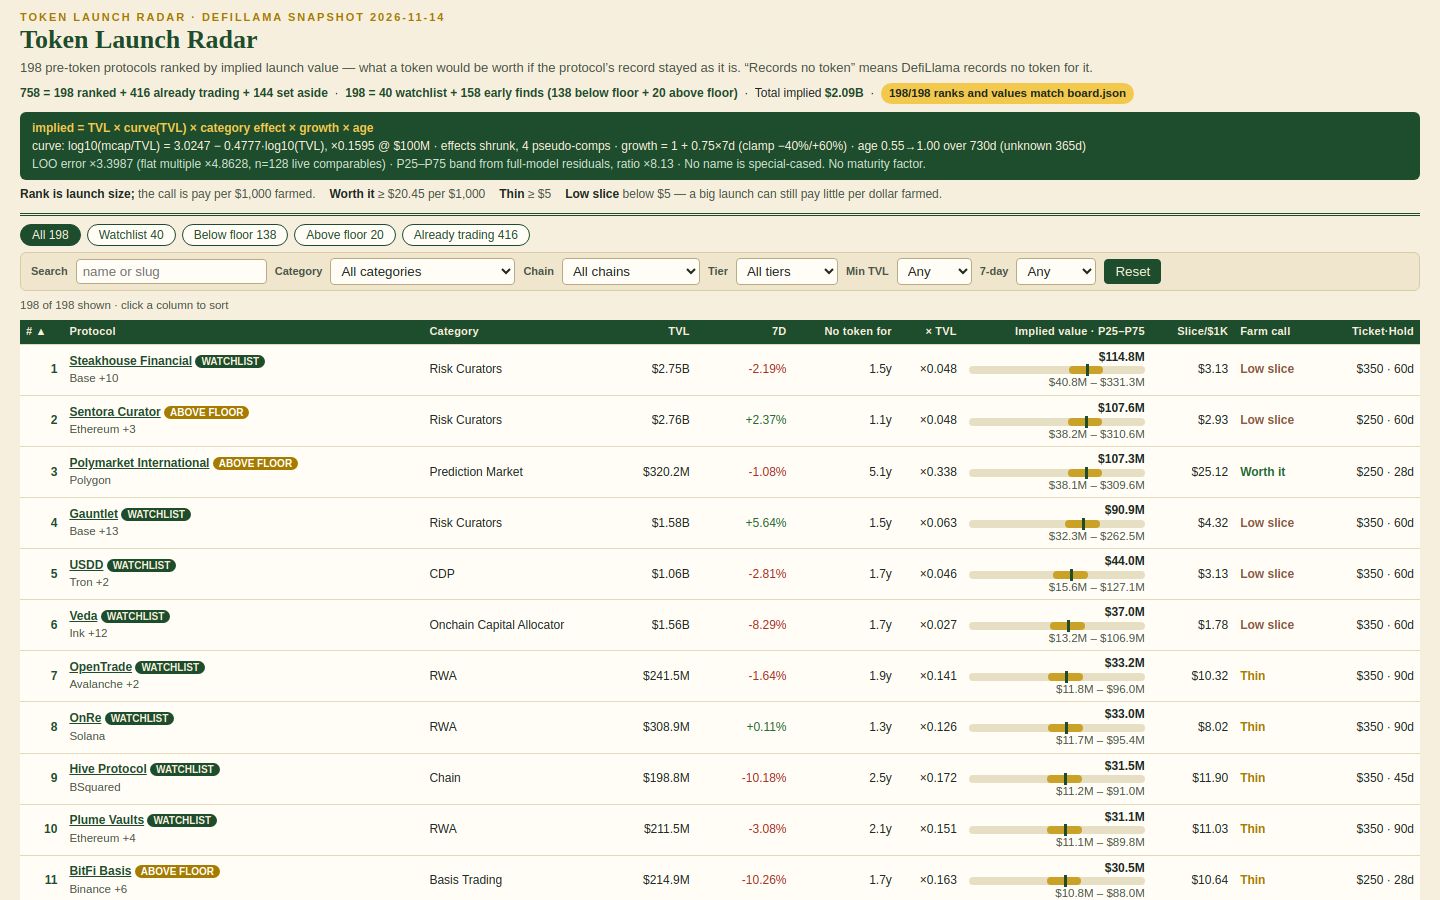 TOKEN LAUNCH RADAR · DEFILLAMA SNAPSHOT 2026-11-14
Token Launch Radar
198 pre-token protocols ranked by implied launch value — what a token would be worth if the protocol’s record stayed as it is. “Records no token” means DefiLlama records no token for it.
758 = 198 ranked + 416 already trading + 144 set aside · 198 = 40 watchlist + 158 early finds (138 below floor + 20 above floor) · Total implied $2.09B · 198/198 ranks and values match board.json
implied = TVL × curve(TVL) × category effect × growth × age
curve: log10(mcap/TVL) = 3.0247 − 0.4777·log10(TVL), ×0.1595 @ $100M · effects shrunk, 4 pseudo-comps · growth = 1 + 0.75×7d (clamp −40%/+60%) · age 0.55→1.00 over 730d (unknown 365d)
LOO error ×3.3987 (flat multiple ×4.8628, n=128 live comparables) · P25–P75 band from full-model residuals, ratio ×8.13 · No name is special-cased. No maturity factor.
Rank is launch size; the call is pay per $1,000 farmed. Worth it ≥ $20.45 per $1,000 Thin ≥ $5 Low slice below $5 — a big launch can still pay little per dollar farmed.
All 198 Watchlist 40 Below floor 138 Above floor 20 Already trading 416
Search name or slug Category All categories Chain All chains Tier All tiers Min TVL Any 7-day Any Reset
198 of 198 shown · click a column to sort
# ▲ Protocol Category TVL 7D No token for × TVL Implied value · P25–P75 Slice/$1K Farm call Ticket·Hold
1 Steakhouse Financial WATCHLIST Base +10 Risk Curators $2.75B -2.19% 1.5y ×0.048 $114.8M $40.8M – $331.3M $3.13 Low slice $350 · 60d
2 Sentora Curator ABOVE FLOOR Ethereum +3 Risk Curators $2.76B +2.37% 1.1y ×0.048 $107.6M $38.2M – $310.6M $2.93 Low slice $250 · 60d
3 Polymarket International ABOVE FLOOR Polygon Prediction Market $320.2M -1.08% 5.1y ×0.338 $107.3M $38.1M – $309.6M $25.12 Worth it $250 · 28d
4 Gauntlet WATCHLIST Base +13 Risk Curators $1.58B +5.64% 1.5y ×0.063 $90.9M $32.3M – $262.5M $4.32 Low slice $350 · 60d
5 USDD WATCHLIST Tron +2 CDP $1.06B -2.81% 1.7y ×0.046 $44.0M $15.6M – $127.1M $3.13 Low slice $350 · 60d
6 Veda WATCHLIST Ink +12 Onchain Capital Allocator $1.56B -8.29% 1.7y ×0.027 $37.0M $13.2M – $106.9M $1.78 Low slice $350 · 60d
7 OpenTrade WATCHLIST Avalanche +2 RWA $241.5M -1.64% 1.9y ×0.141 $33.2M $11.8M – $96.0M $10.32 Thin $350 · 90d
8 OnRe WATCHLIST Solana RWA $308.9M +0.11% 1.3y ×0.126 $33.0M $11.7M – $95.4M $8.02 Thin $350 · 90d
9 Hive Protocol WATCHLIST BSquared Chain $198.8M -10.18% 2.5y ×0.172 $31.5M $11.2M – $91.0M $11.90 Thin $350 · 45d
10 Plume Vaults WATCHLIST Ethereum +4 RWA $211.5M -3.08% 2.1y ×0.151 $31.1M $11.1M – $89.8M $11.03 Thin $350 · 90d
11 BitFi Basis ABOVE FLOOR Binance +6 Basis Trading $214.9M -10.26% 1.7y ×0.163 $30.5M $10.8M – $88.0M $10.64 Thin $250 · 28d